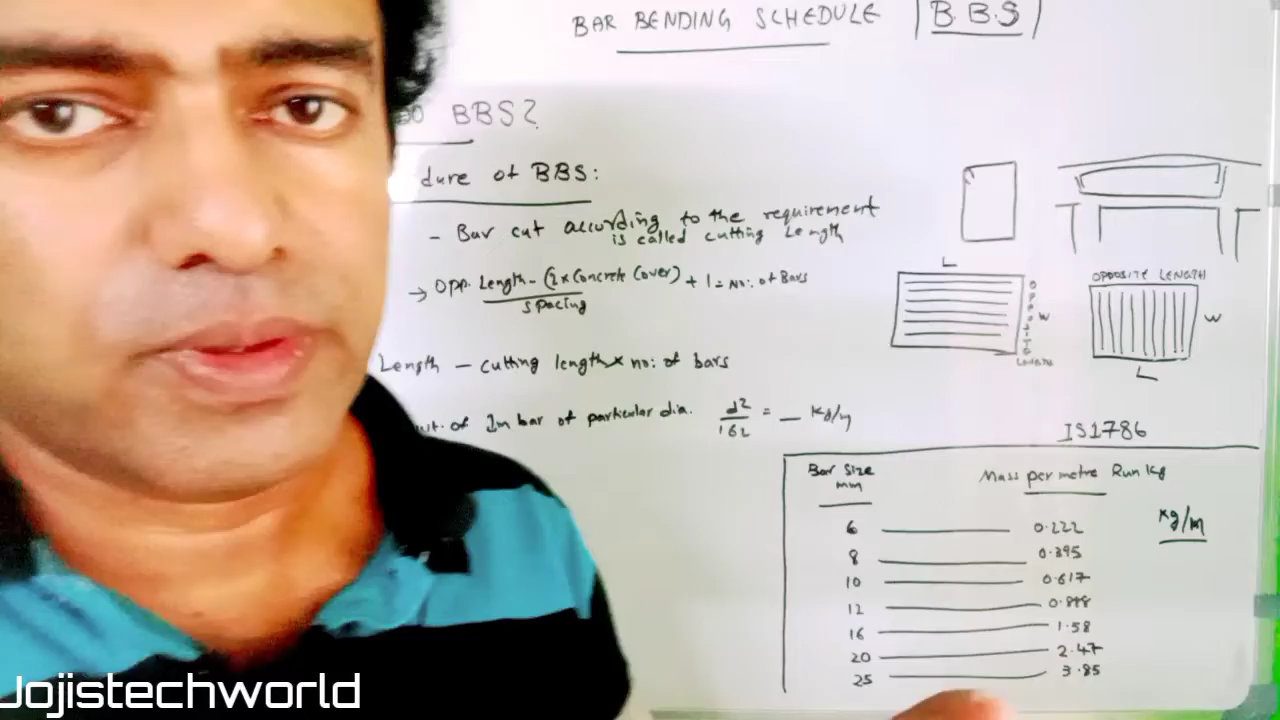 BAR BENDING SCHEDULE | B.B.S |
BBS?
dure of BBS:
- Bar cut according to the requirement
is called cutting Length
→ Opp. Length - (2 x Concrete Cover) + 1 = No: of Bars
spacing
Length - cutting length x no: of bars
wt. of 1m bar of particular dia. d2 = _ kg/m
162
L
OPPOSITE LENGTH
W
OPPOSITE
LENGTH
W
L
IS1786
Bar Size
mm
Mass per metre Run kg
kg/m
6 0.222
8 0.395
10 0.617
12 0.888
16 1.58
20 2.47
25 3.85
Jojistechworld